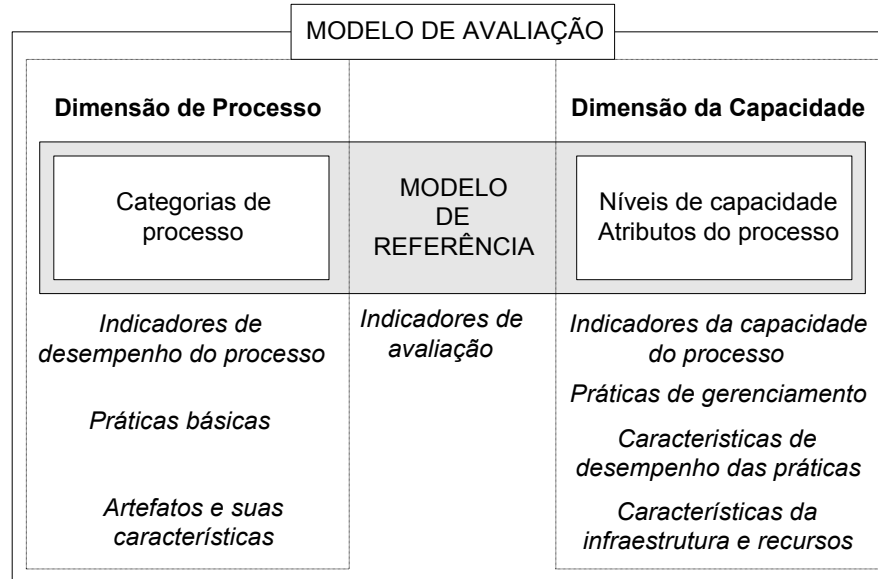 MODELO DE AVALIAÇÃO
Dimensão de Processo
Categorias de
processo
Indicadores de
desempenho do processo
Práticas básicas
Artefatos e suas
características
MODELO
DE
REFERÊNCIA
Indicadores de
avaliação
Dimensão da Capacidade
Níveis de capacidade
Atributos do processo
Indicadores da capacidade
do processo
Práticas de gerenciamento
Caracteristicas de
desempenho das práticas
Características da
infraestrutura e recursos